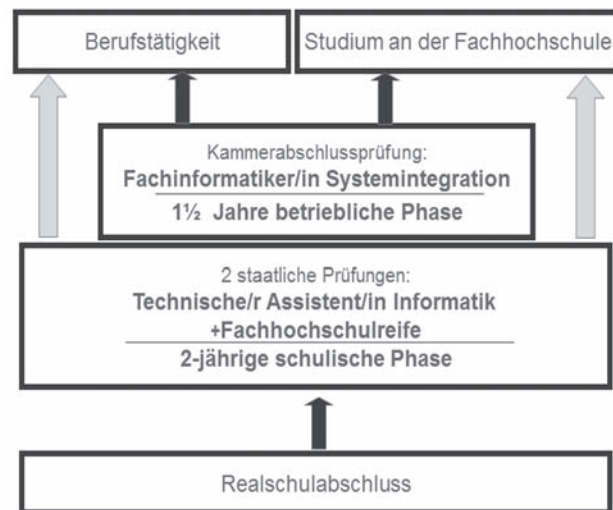 Berufstätigkeit
Studium an der Fachhochschule
Kammerabschlussprüfung:
Fachinformatiker/in Systemintegration
1½ Jahre betriebliche Phase
2 staatliche Prüfungen:
Technische/r Assistent/in Informatik
+Fachhochschulreife
2-jährige schulische Phase
Realschulabschluss